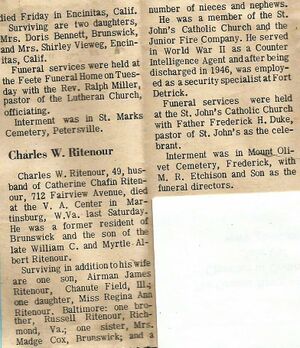 died Friday in Encinitas, Calif.
Surviving are two daughters,
Mrs. Doris Bennett, Brunswick,
and Mrs. Shirley Vieweg, Encin-
itas, Calif.
Funeral services were held at
the Feete Funeral Home on Tues-
day with the Rev. Ralph Miller,
pastor of the Lutheran Church,
officiating.
Interment was in St. Marks
Cemetery, Petersville.
Charles W. Ritenour
Charles W. Ritenour, 49, hus-
band of Catherine Chafin Riten-
our, 712 Fairview Avenue, died
at the V. A. Center in Mar-
tinsburg, W.Va. last Saturday.
He was a former resident of
Brunswick and the son of the
late William C. and Myrtle Al-
bert Ritenour.
Surviving in addition to his wife
are one son, Airman James
Ritenour, Chanute Field, Ill.;
one daughter, Miss Regina Ann
Ritenour, Baltimore: one bro-
ther, Russell Ritenour, Rich-
mond, Va.; one sister, Mrs.
Madge Cox, Brunswick; and a
number of nieces and nephews.
He was a member of the St.
John's Catholic Church and the
Junior Fire Company. He served
in World War II as a Counter
Intelligence Agent and after being
discharged in 1946, was employ-
ed as a security specialist at Fort
Detrick.
Funeral services were held
at the St. John's Catholic Church
with Father Frederick H. Duke,
pastor of St. John's as the cele-
brant.
Interment was in Mount Oli-
vet Cemetery, Frederick, with
M. R. Etchison and Son as the
funeral directors.